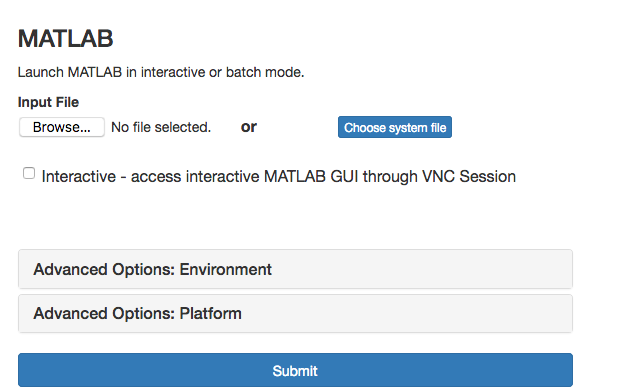 MATLAB
Launch MATLAB in interactive or batch mode.
Input File
Browse... No file selected. or Choose system file
Interactive - access interactive MATLAB GUI through VNC Session
Advanced Options: Environment
Advanced Options: Platform
Submit